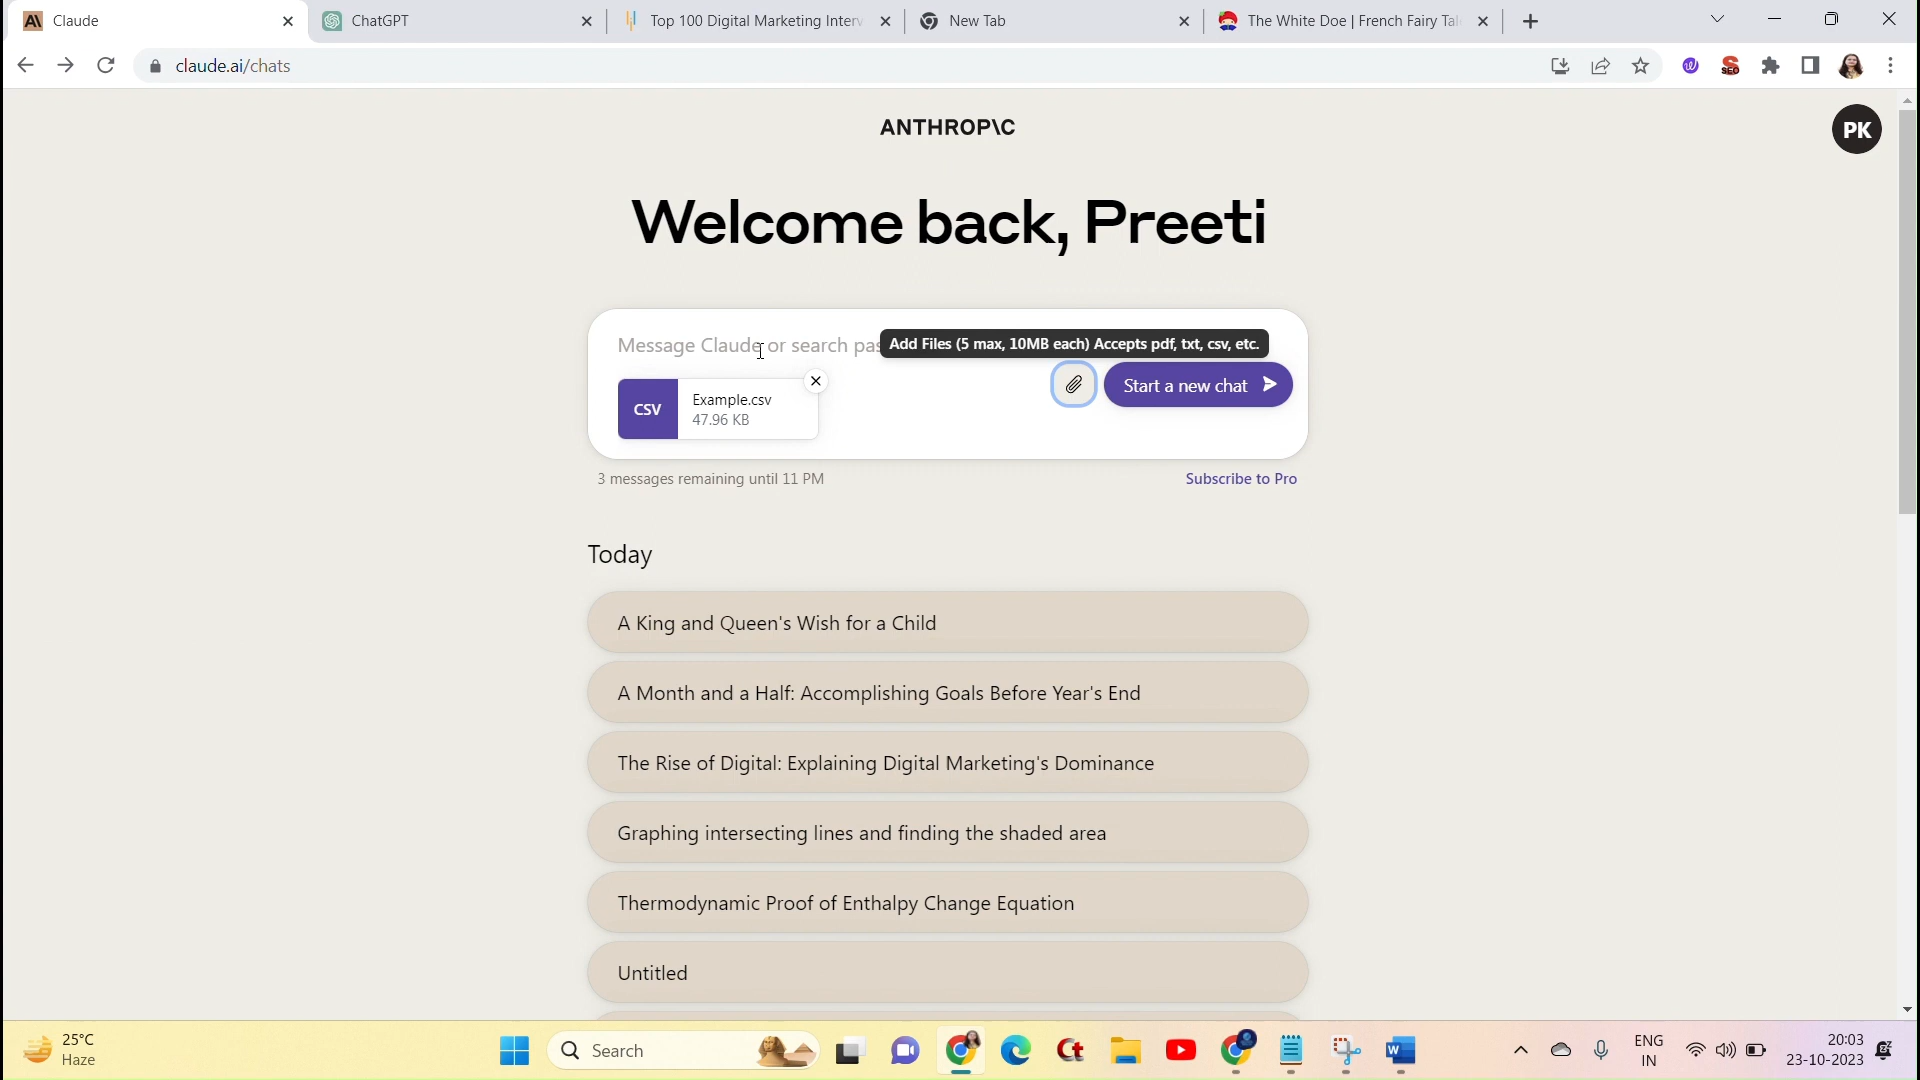 Claude
ChatGPT
Top 100 Digital Marketing Interv
New Tab
The White Doe | French Fairy Tal
claude.ai/chats
SEO
ANTHROP\C
PK
Welcome back, Preeti
Message Claude or search pas
Add Files (5 max, 10MB each) Accepts pdf, txt, csv, etc.
Start a new chat
CSV
Example.csv
47.96 KB
3 messages remaining until 11 PM
Subscribe to Pro
Today
A King and Queen's Wish for a Child
A Month and a Half: Accomplishing Goals Before Year's End
The Rise of Digital: Explaining Digital Marketing's Dominance
Graphing intersecting lines and finding the shaded area
Thermodynamic Proof of Enthalpy Change Equation
Untitled
25°C
Haze
Search
Ct
W
ENG
IN
20:03
23-10-2023